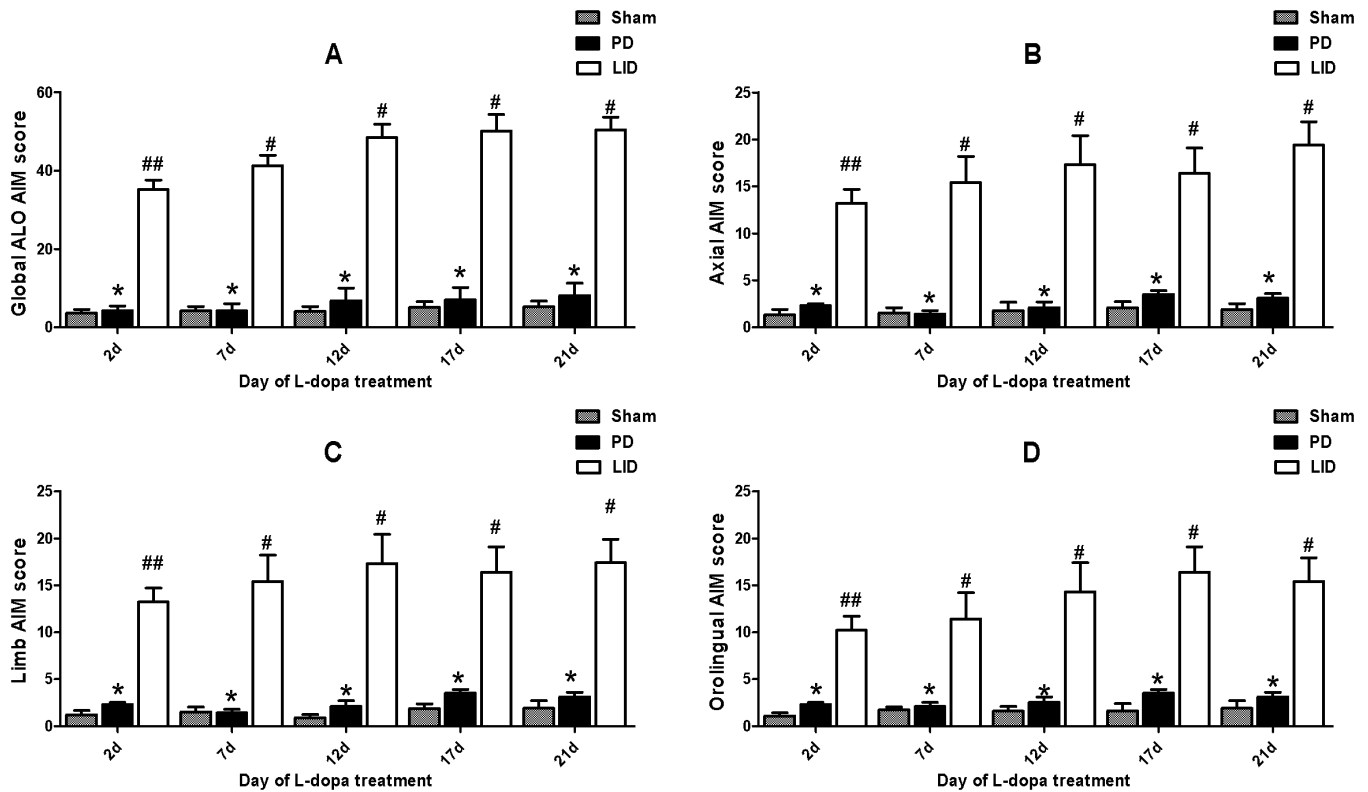 Sham
PD
LID
A
Global ALO AIM score
60
40
20
0
##
#
#
#
#
*
*
*
*
*
2d
7d
12d
17d
21d
Day of L-dopa treatment
Sham
PD
LID
B
Axial AIM score
25
20
15
10
5
0
##
#
#
#
#
*
*
*
*
*
2d
7d
12d
17d
21d
Day of L-dopa treatment
Sham
PD
LID
C
Limb AIM score
25
20
15
10
5
0
##
#
#
#
#
*
*
*
*
*
2d
7d
12d
17d
21d
Day of L-dopa treatment
Sham
PD
LID
D
Orolingual AIM score
25
20
15
10
5
0
##
#
#
#
#
*
*
*
*
*
2d
7d
12d
17d
21d
Day of L-dopa treatment